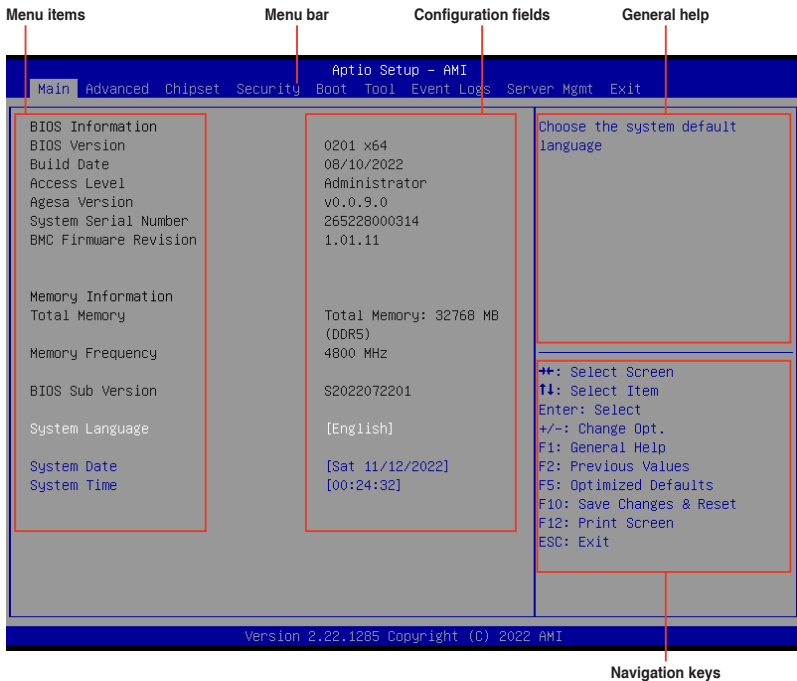 Menu items Menu bar Configuration fields General help
Aptio Setup – AMI
Main Advanced Chipset Security Boot Tool Event Logs Server Mgmt Exit
BIOS Information
BIOS Version 0201 x64
Build Date 08/10/2022
Access Level Administrator
Agesa Version v0.0.9.0
System Serial Number 265228000314
BMC Firmware Revision 1.01.11
Memory Information
Total Memory Total Memory: 32768 MB
(DDR5)
Memory Frequency 4800 MHz
BIOS Sub Version S2022072201
System Language [English]
System Date [Sat 11/12/2022]
System Time [00:24:32]
Choose the system default
language
→←: Select Screen
↑↓: Select Item
Enter: Select
+/-: Change Opt.
F1: General Help
F2: Previous Values
F5: Optimized Defaults
F10: Save Changes & Reset
F12: Print Screen
ESC: Exit
Version 2.22.1285 Copyright (C) 2022 AMI
Navigation keys